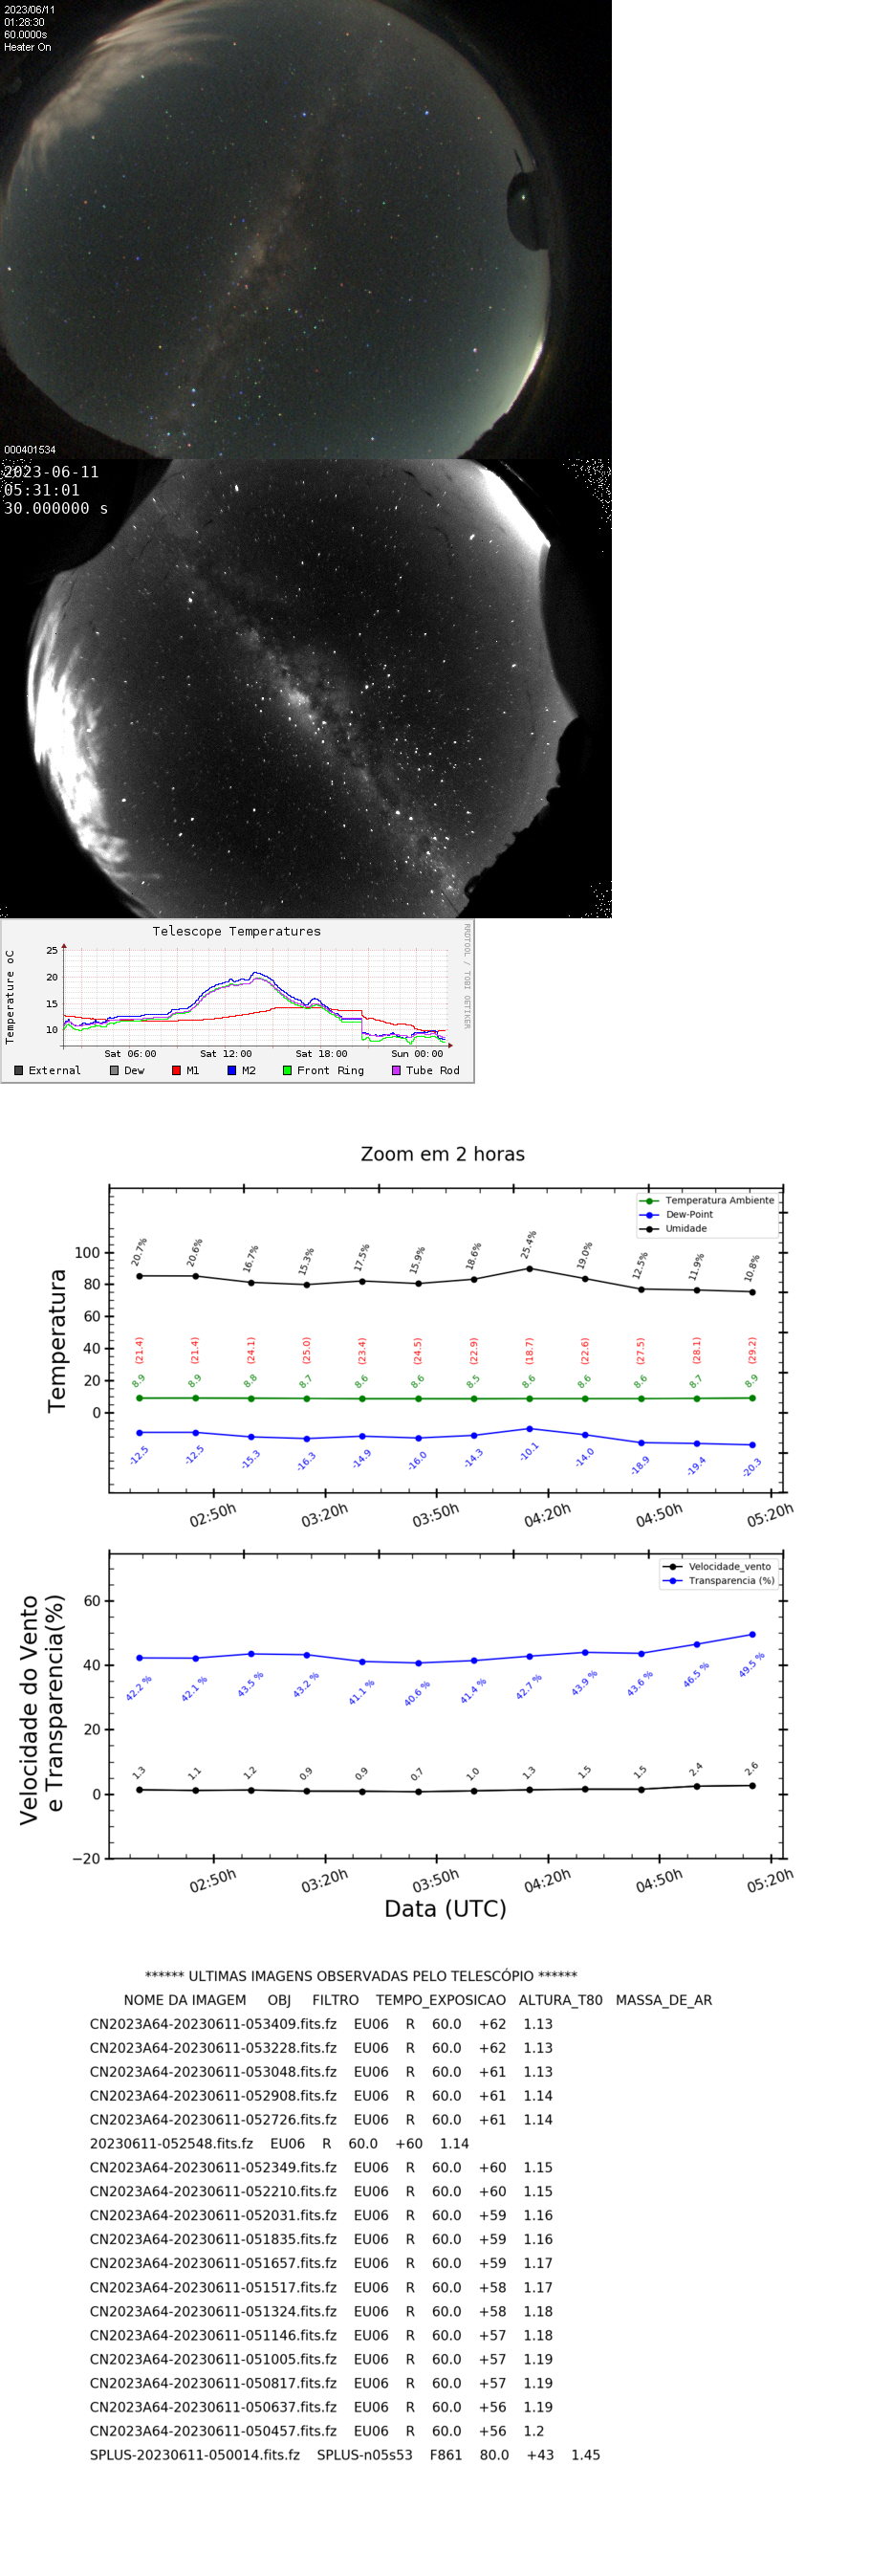 2023/06/11
01:28:30
60.0000s
Heater On
000401534
2023-06-11
05:31:01
30.000000 s
Telescope Temperatures
RRDTOOL / TOBI OETIKER
Temperature oC
25
20
15
10
Sat 06:00 Sat 12:00 Sat 18:00 Sun 00:00
External Dew M1 M2 Front Ring Tube Rod
Zoom em 2 horas
Temperatura Ambiente
Dew-Point
Umidade
Temperatura
100
80
60
40
20
0
20.7% 20.6% 16.7% 15.3% 17.5% 15.9% 18.6% 25.4% 19.0% 12.5% 11.9% 10.8%
(21.4) (21.4) (24.1) (25.0) (23.4) (24.5) (22.9) (18.7) (22.6) (27.5) (28.1) (29.2)
8.9 8.9 8.8 8.7 8.6 8.6 8.5 8.6 8.6 8.6 8.7 8.9
-12.5 -12.5 -15.3 -16.3 -14.9 -16.0 -14.3 -10.1 -14.0 -18.9 -19.4 -20.3
02:50h 03:20h 03:50h 04:20h 04:50h 05:20h
Velocidade_vento
Transparencia (%)
Velocidade do Vento
e Transparencia(%)
60
40
20
0
−20
42.2 % 42.1 % 43.5 % 43.2 % 41.1 % 40.6 % 41.4 % 42.7 % 43.9 % 43.6 % 46.5 % 49.5 %
1.3 1.1 1.2 0.9 0.9 0.7 1.0 1.3 1.5 1.5 2.4 2.6
02:50h 03:20h 03:50h 04:20h 04:50h 05:20h
Data (UTC)
****** ULTIMAS IMAGENS OBSERVADAS PELO TELESCÓPIO ******
NOME DA IMAGEM OBJ FILTRO TEMPO_EXPOSICAO ALTURA_T80 MASSA_DE_AR
CN2023A64-20230611-053409.fits.fz EU06 R 60.0 +62 1.13
CN2023A64-20230611-053228.fits.fz EU06 R 60.0 +62 1.13
CN2023A64-20230611-053048.fits.fz EU06 R 60.0 +61 1.13
CN2023A64-20230611-052908.fits.fz EU06 R 60.0 +61 1.14
CN2023A64-20230611-052726.fits.fz EU06 R 60.0 +61 1.14
20230611-052548.fits.fz EU06 R 60.0 +60 1.14
CN2023A64-20230611-052349.fits.fz EU06 R 60.0 +60 1.15
CN2023A64-20230611-052210.fits.fz EU06 R 60.0 +60 1.15
CN2023A64-20230611-052031.fits.fz EU06 R 60.0 +59 1.16
CN2023A64-20230611-051835.fits.fz EU06 R 60.0 +59 1.16
CN2023A64-20230611-051657.fits.fz EU06 R 60.0 +59 1.17
CN2023A64-20230611-051517.fits.fz EU06 R 60.0 +58 1.17
CN2023A64-20230611-051324.fits.fz EU06 R 60.0 +58 1.18
CN2023A64-20230611-051146.fits.fz EU06 R 60.0 +57 1.18
CN2023A64-20230611-051005.fits.fz EU06 R 60.0 +57 1.19
CN2023A64-20230611-050817.fits.fz EU06 R 60.0 +57 1.19
CN2023A64-20230611-050637.fits.fz EU06 R 60.0 +56 1.19
CN2023A64-20230611-050457.fits.fz EU06 R 60.0 +56 1.2
SPLUS-20230611-050014.fits.fz SPLUS-n05s53 F861 80.0 +43 1.45